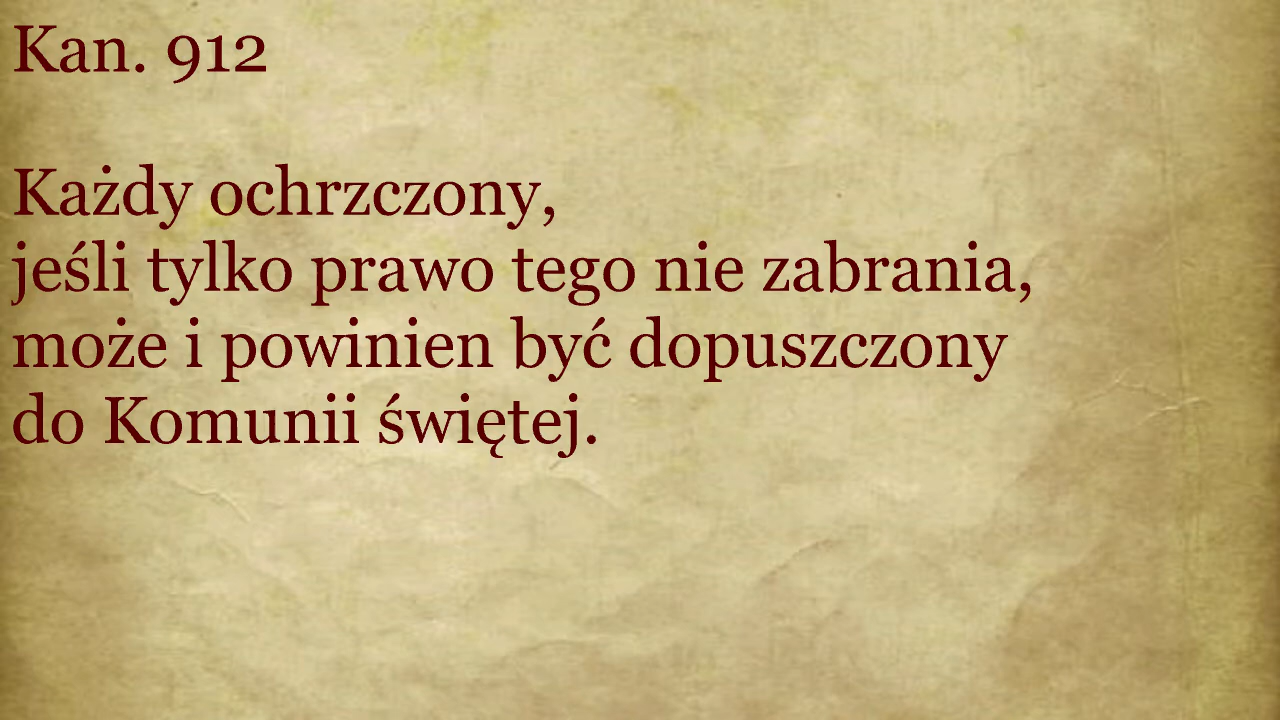 Kan. 912
Każdy ochrzczony,
jeśli tylko prawo tego nie zabrania,
może i powinien być dopuszczony
do Komunii świętej.